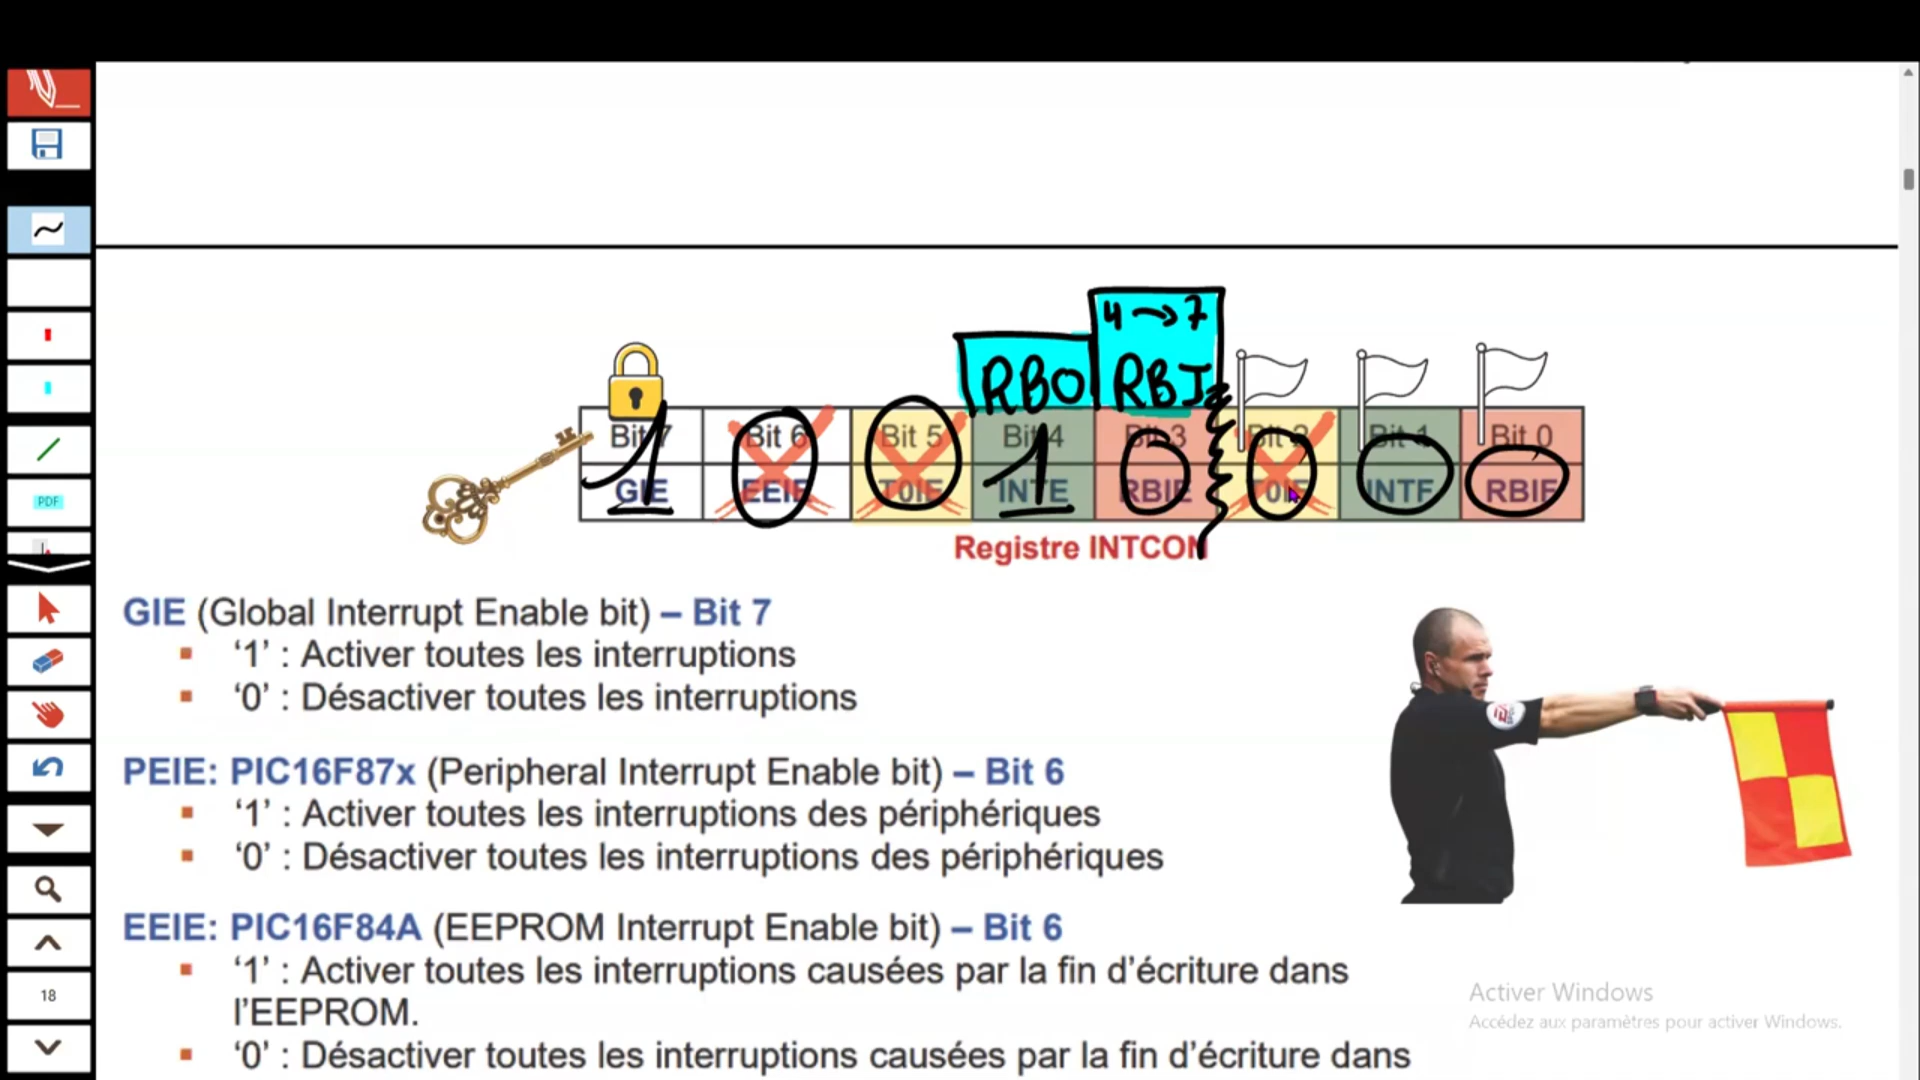 4 → 7
RB0 RBI
Bit 7 Bit 6 Bit 5 Bit 4 Bit 3 Bit 2 Bit 1 Bit 0
1 0 0 1 0 0 0 0
GIE EEIE T0IE INTE RBIE T0IF INTF RBIF
Registre INTCON
GIE (Global Interrupt Enable bit) – Bit 7
▪ ‘1’ : Activer toutes les interruptions
▪ ‘0’ : Désactiver toutes les interruptions
PEIE: PIC16F87x (Peripheral Interrupt Enable bit) – Bit 6
▪ ‘1’ : Activer toutes les interruptions des périphériques
▪ ‘0’ : Désactiver toutes les interruptions des périphériques
EEIE: PIC16F84A (EEPROM Interrupt Enable bit) – Bit 6
▪ ‘1’ : Activer toutes les interruptions causées par la fin d’écriture dans
l’EEPROM.
▪ ‘0’ : Désactiver toutes les interruptions causées par la fin d’écriture dans
PDF
18
Activer Windows
Accédez aux paramètres pour activer Windows.